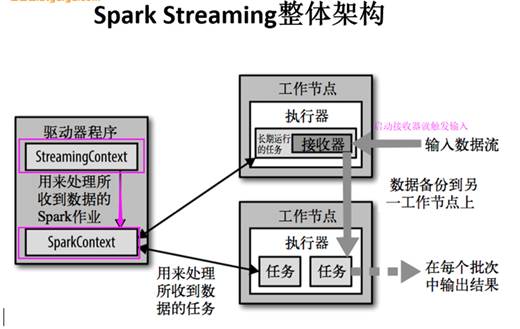 Spark Streaming整体架构
驱动器程序
StreamingContext
用来处理所
收到数据的
Spark作业
SparkContext
工作节点
执行器
长期运行
的任务
接收器
启动接收器就触发输入
输入数据流
数据备份到另
一工作节点上
工作节点
执行器
任务
任务
用来处理
所收到数
据的任务
在每个批次
中输出结果